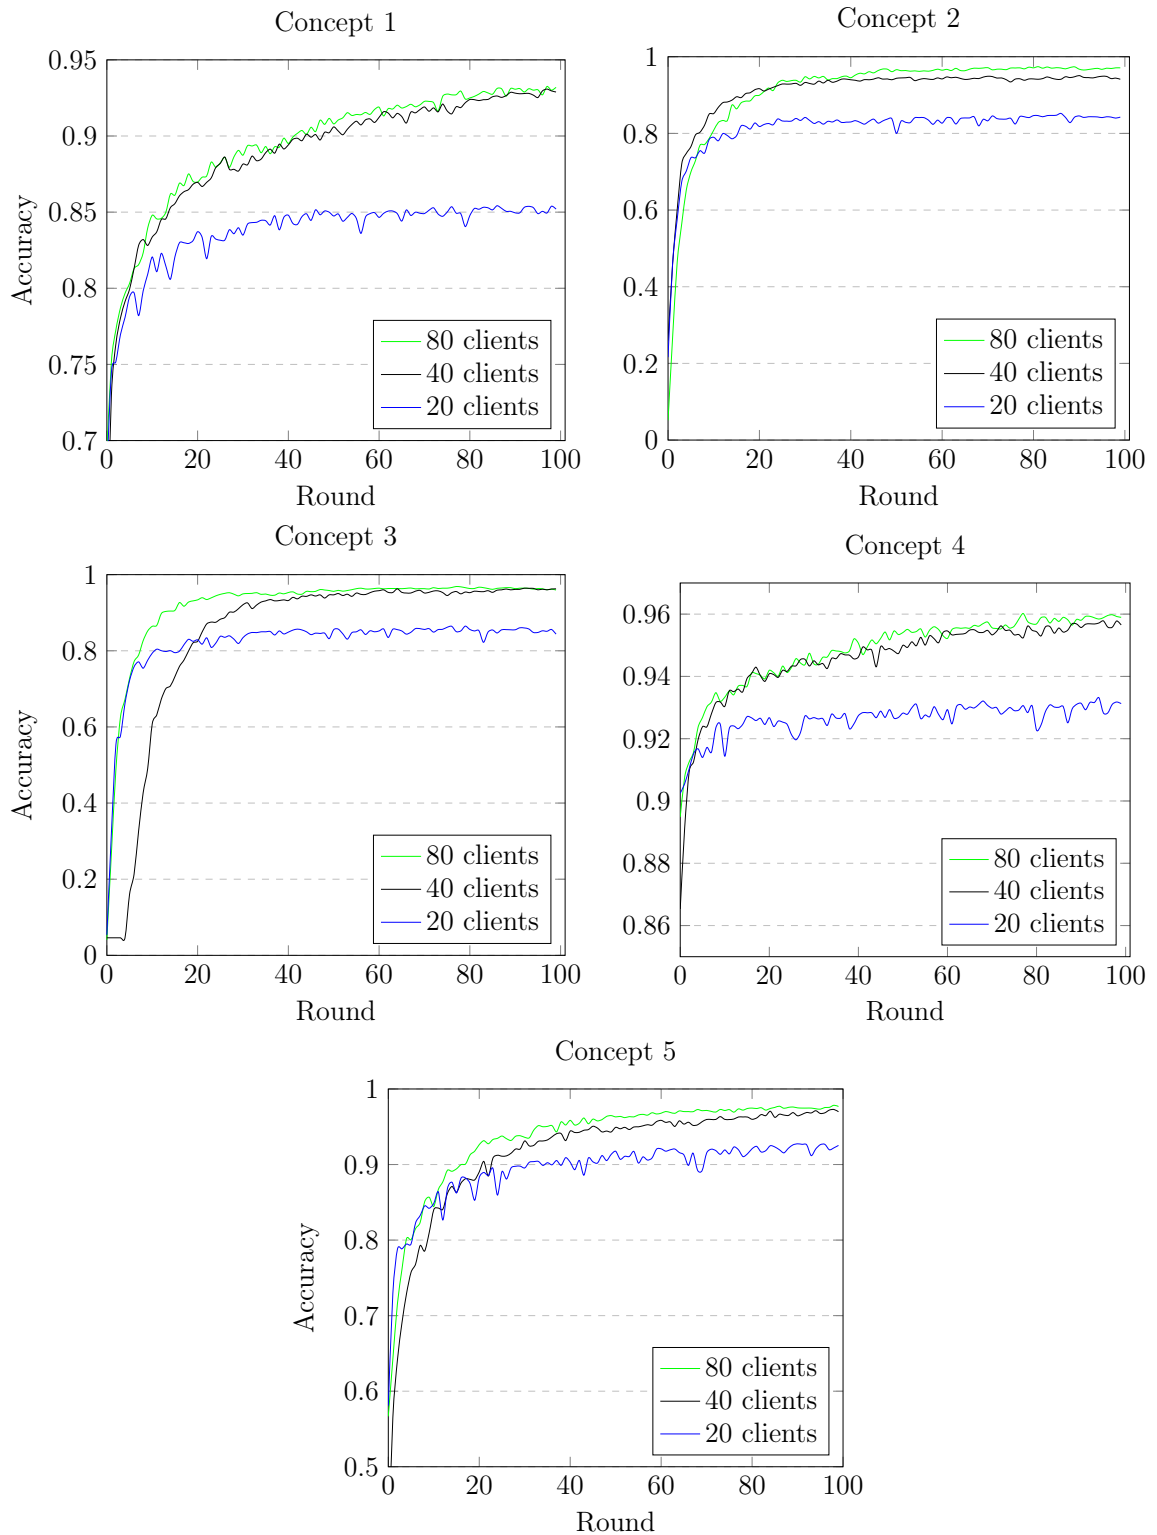 Concept 1
0.95
0.9
0.85
0.8
0.75
0.7
Accuracy
80 clients
40 clients
20 clients
0 20 40 60 80 100
Round
Concept 2
1
0.8
0.6
0.4
0.2
0
80 clients
40 clients
20 clients
0 20 40 60 80 100
Round
Concept 3
1
0.8
0.6
0.4
0.2
0
Accuracy
80 clients
40 clients
20 clients
0 20 40 60 80 100
Round
Concept 4
0.96
0.94
0.92
0.9
0.88
0.86
80 clients
40 clients
20 clients
0 20 40 60 80 100
Round
Concept 5
1
0.9
0.8
0.7
0.6
0.5
Accuracy
80 clients
40 clients
20 clients
0 20 40 60 80 100
Round